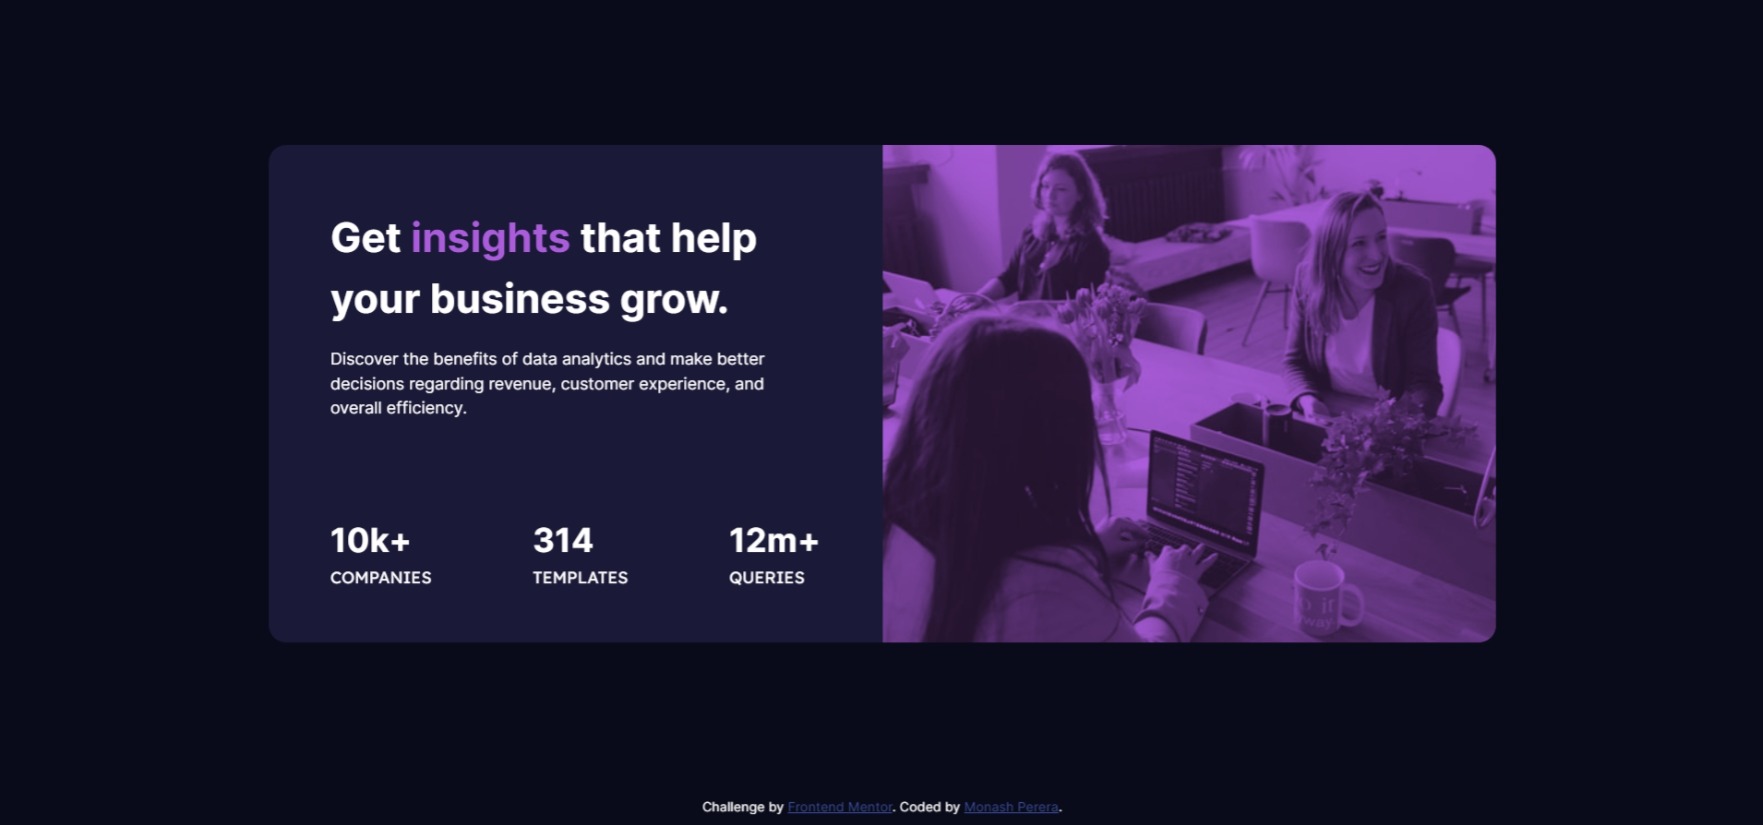 Get insights that help
your business grow.
Discover the benefits of data analytics and make better
decisions regarding revenue, customer experience, and
overall efficiency.
10k+ 314 12m+
COMPANIES TEMPLATES QUERIES
way.
Challenge by Frontend Mentor. Coded by Monash Perera.